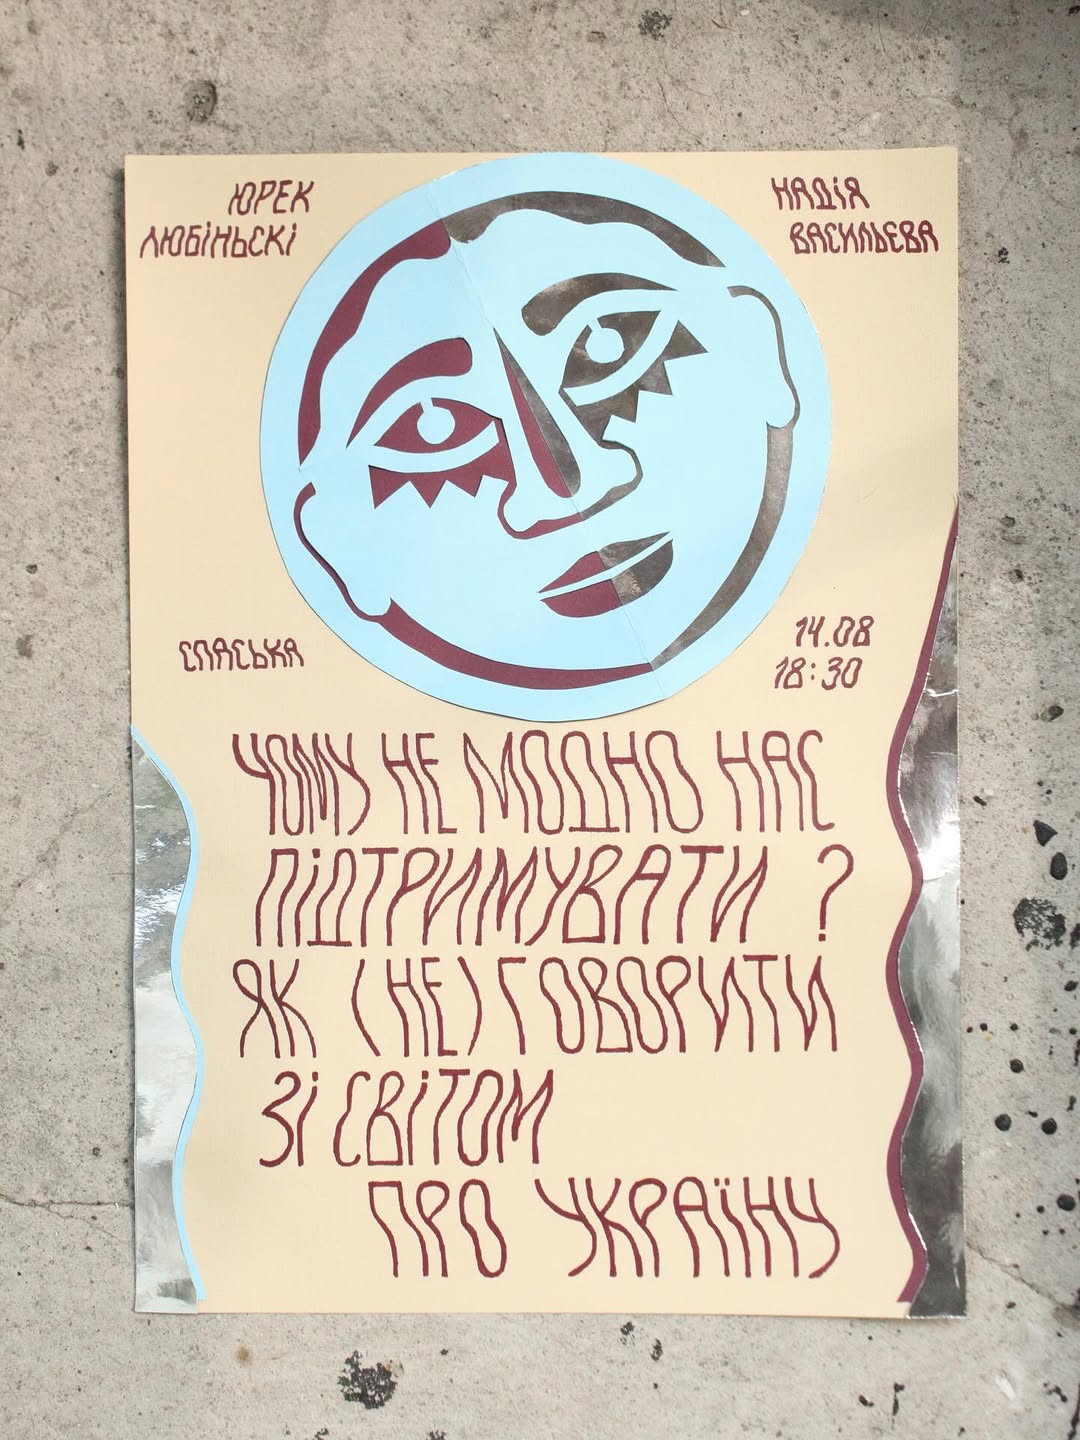 ЮРЕК
ЛЮБІНЬСКІ
НАДІЯ
ВАСИЛЬЄВА
СПАСЬКА
14.08
18:30
ЧОМУ НЕ МОДНО НАС
ПІДТРИМУВАТИ ?
ЯК (НЕ) ГОВОРИТИ
ЗІ СВІТОМ
ПРО УКРАЇНУ